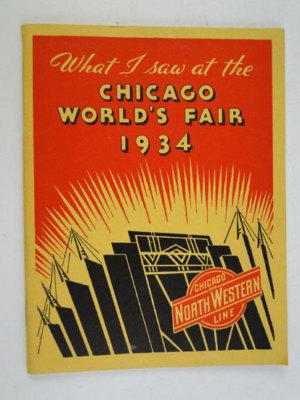 What I saw at the
CHICAGO
WORLD'S FAIR
1934
CHICAGO
NORTH WESTERN
LINE